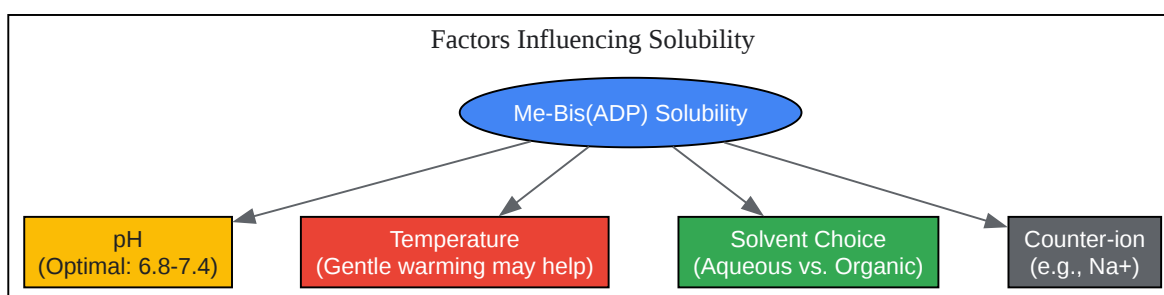 Factors Influencing Solubility
Me-Bis(ADP) Solubility
pH
(Optimal: 6.8-7.4)
Temperature
(Gentle warming may help)
Solvent Choice
(Aqueous vs. Organic)
Counter-ion
(e.g., Na+)